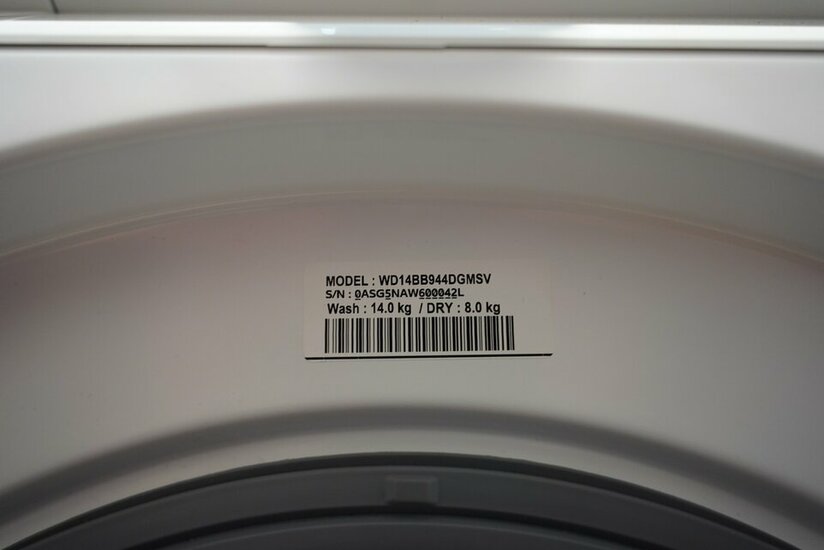 MODEL : WD14BB944DGMSV
S/N : 0ASG5NAW600042L
Wash : 14.0 kg / DRY : 8.0 kg